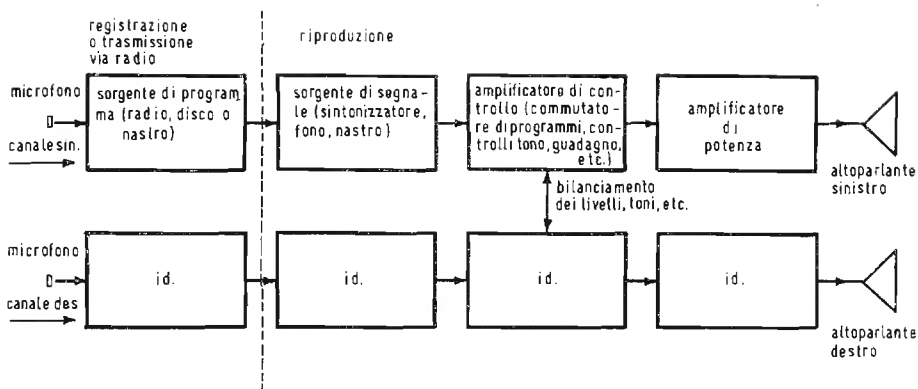 registrazione
o trasmissione
via radio
riproduzione
microfono
canale sin.
sorgente di program
ma (radio, disco o
nastro)
sorgente di segna-
le (sintonizzatore,
fono, nastro)
amplificatore di con-
trollo (commutato-
re di programmi, con-
trolli tono, guadagno,
etc.)
amplificatore
di
potenza
altoparlante
sinistro
bilanciamento
dei livelli, toni, etc.
microfono
canale des
id.
id.
id.
id.
altoparlante
destro